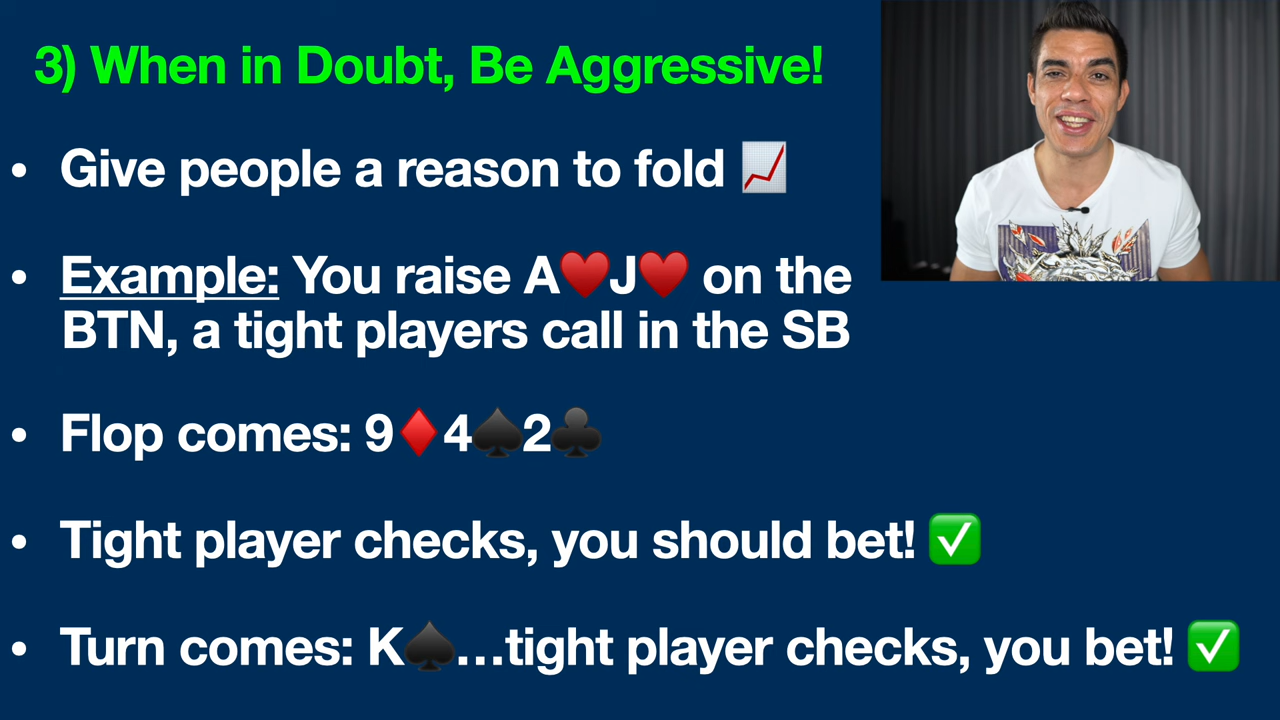 3) When in Doubt, Be Aggressive!
• Give people a reason to fold 📈
• Example: You raise A♥J♥ on the
BTN, a tight players call in the SB
• Flop comes: 9♦4♠2♣
• Tight player checks, you should bet! ✅
• Turn comes: K♠…tight player checks, you bet! ✅